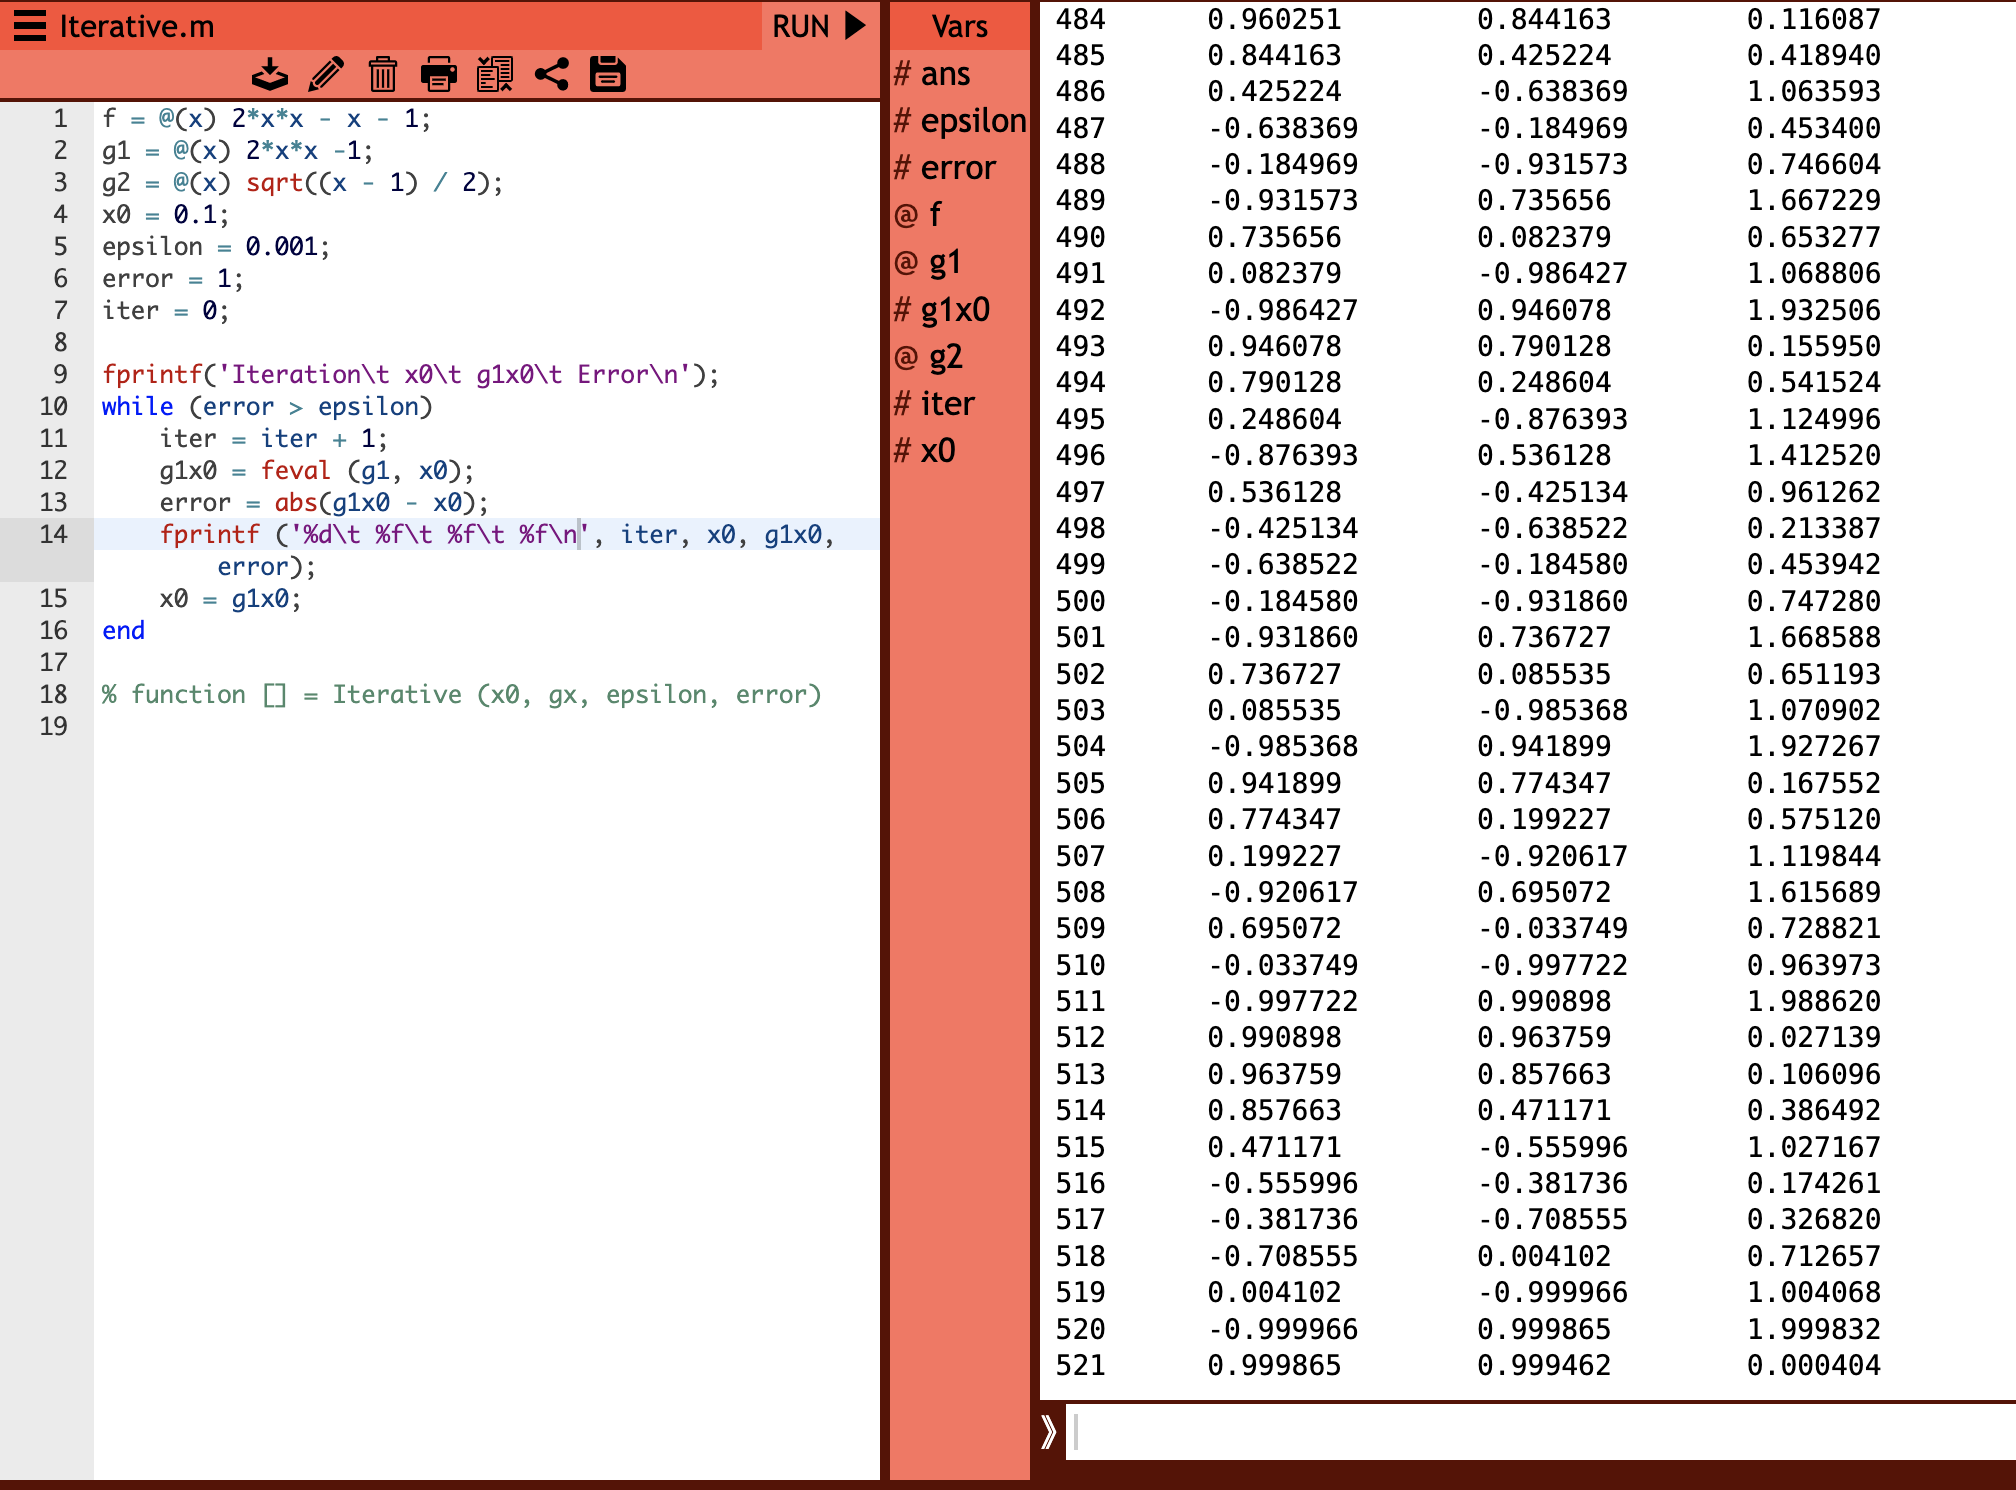 Iterative.m
RUN
1 f = @(x) 2*x*x - x - 1;
2 g1 = @(x) 2*x*x -1;
3 g2 = @(x) sqrt((x - 1) / 2);
4 x0 = 0.1;
5 epsilon = 0.001;
6 error = 1;
7 iter = 0;
8
9 fprintf('Iteration\t x0\t g1x0\t Error\n');
10 while (error > epsilon)
11 iter = iter + 1;
12 g1x0 = feval (g1, x0);
13 error = abs(g1x0 - x0);
14 fprintf ('%d\t %f\t %f\t %f\n', iter, x0, g1x0,
error);
15 x0 = g1x0;
16 end
17
18 % function [] = Iterative (x0, gx, epsilon, error)
19
Vars
# ans
# epsilon
# error
@ f
@ g1
# g1x0
@ g2
# iter
# x0
484 0.960251 0.844163 0.116087
485 0.844163 0.425224 0.418940
486 0.425224 -0.638369 1.063593
487 -0.638369 -0.184969 0.453400
488 -0.184969 -0.931573 0.746604
489 -0.931573 0.735656 1.667229
490 0.735656 0.082379 0.653277
491 0.082379 -0.986427 1.068806
492 -0.986427 0.946078 1.932506
493 0.946078 0.790128 0.155950
494 0.790128 0.248604 0.541524
495 0.248604 -0.876393 1.124996
496 -0.876393 0.536128 1.412520
497 0.536128 -0.425134 0.961262
498 -0.425134 -0.638522 0.213387
499 -0.638522 -0.184580 0.453942
500 -0.184580 -0.931860 0.747280
501 -0.931860 0.736727 1.668588
502 0.736727 0.085535 0.651193
503 0.085535 -0.985368 1.070902
504 -0.985368 0.941899 1.927267
505 0.941899 0.774347 0.167552
506 0.774347 0.199227 0.575120
507 0.199227 -0.920617 1.119844
508 -0.920617 0.695072 1.615689
509 0.695072 -0.033749 0.728821
510 -0.033749 -0.997722 0.963973
511 -0.997722 0.990898 1.988620
512 0.990898 0.963759 0.027139
513 0.963759 0.857663 0.106096
514 0.857663 0.471171 0.386492
515 0.471171 -0.555996 1.027167
516 -0.555996 -0.381736 0.174261
517 -0.381736 -0.708555 0.326820
518 -0.708555 0.004102 0.712657
519 0.004102 -0.999966 1.004068
520 -0.999966 0.999865 1.999832
521 0.999865 0.999462 0.000404